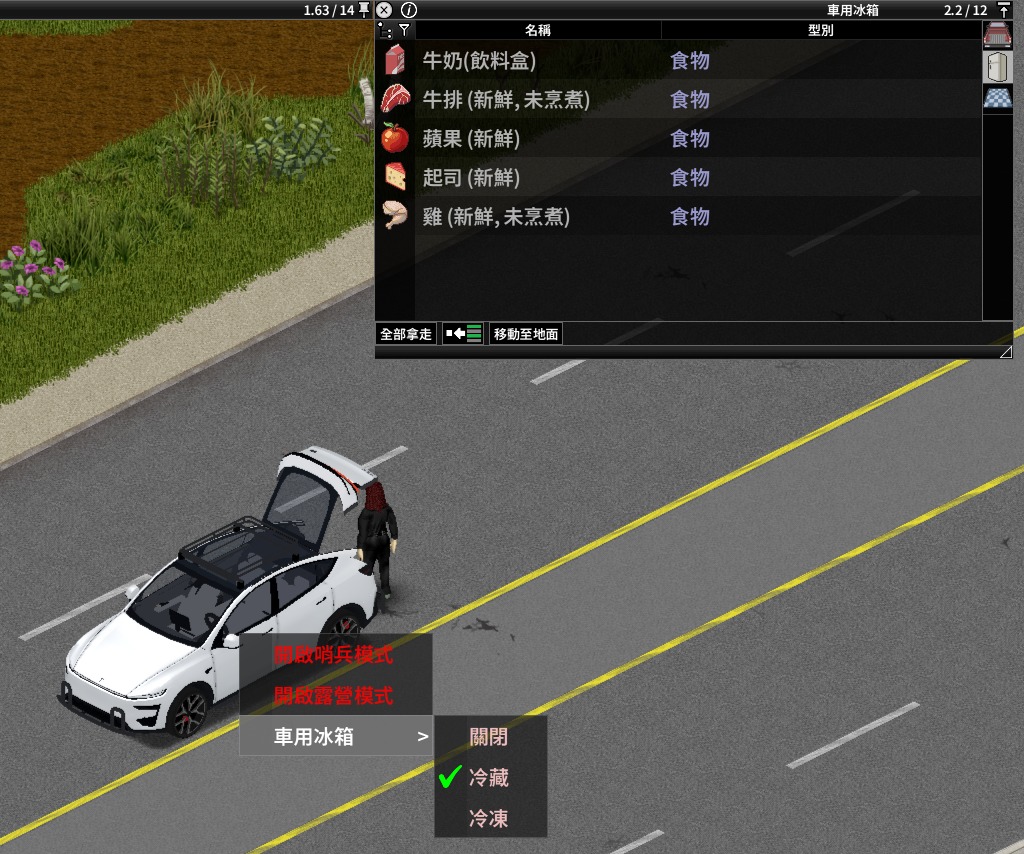 1.63 / 14
車用冰箱 2.2 / 12
名稱 型別
牛奶(飲料盒) 食物
牛排 (新鮮, 未烹煮) 食物
蘋果 (新鮮) 食物
起司 (新鮮) 食物
雞 (新鮮, 未烹煮) 食物
全部拿走 移動至地面
開啟哨兵模式
開啟露營模式
車用冰箱 >
關閉
冷藏
冷凍